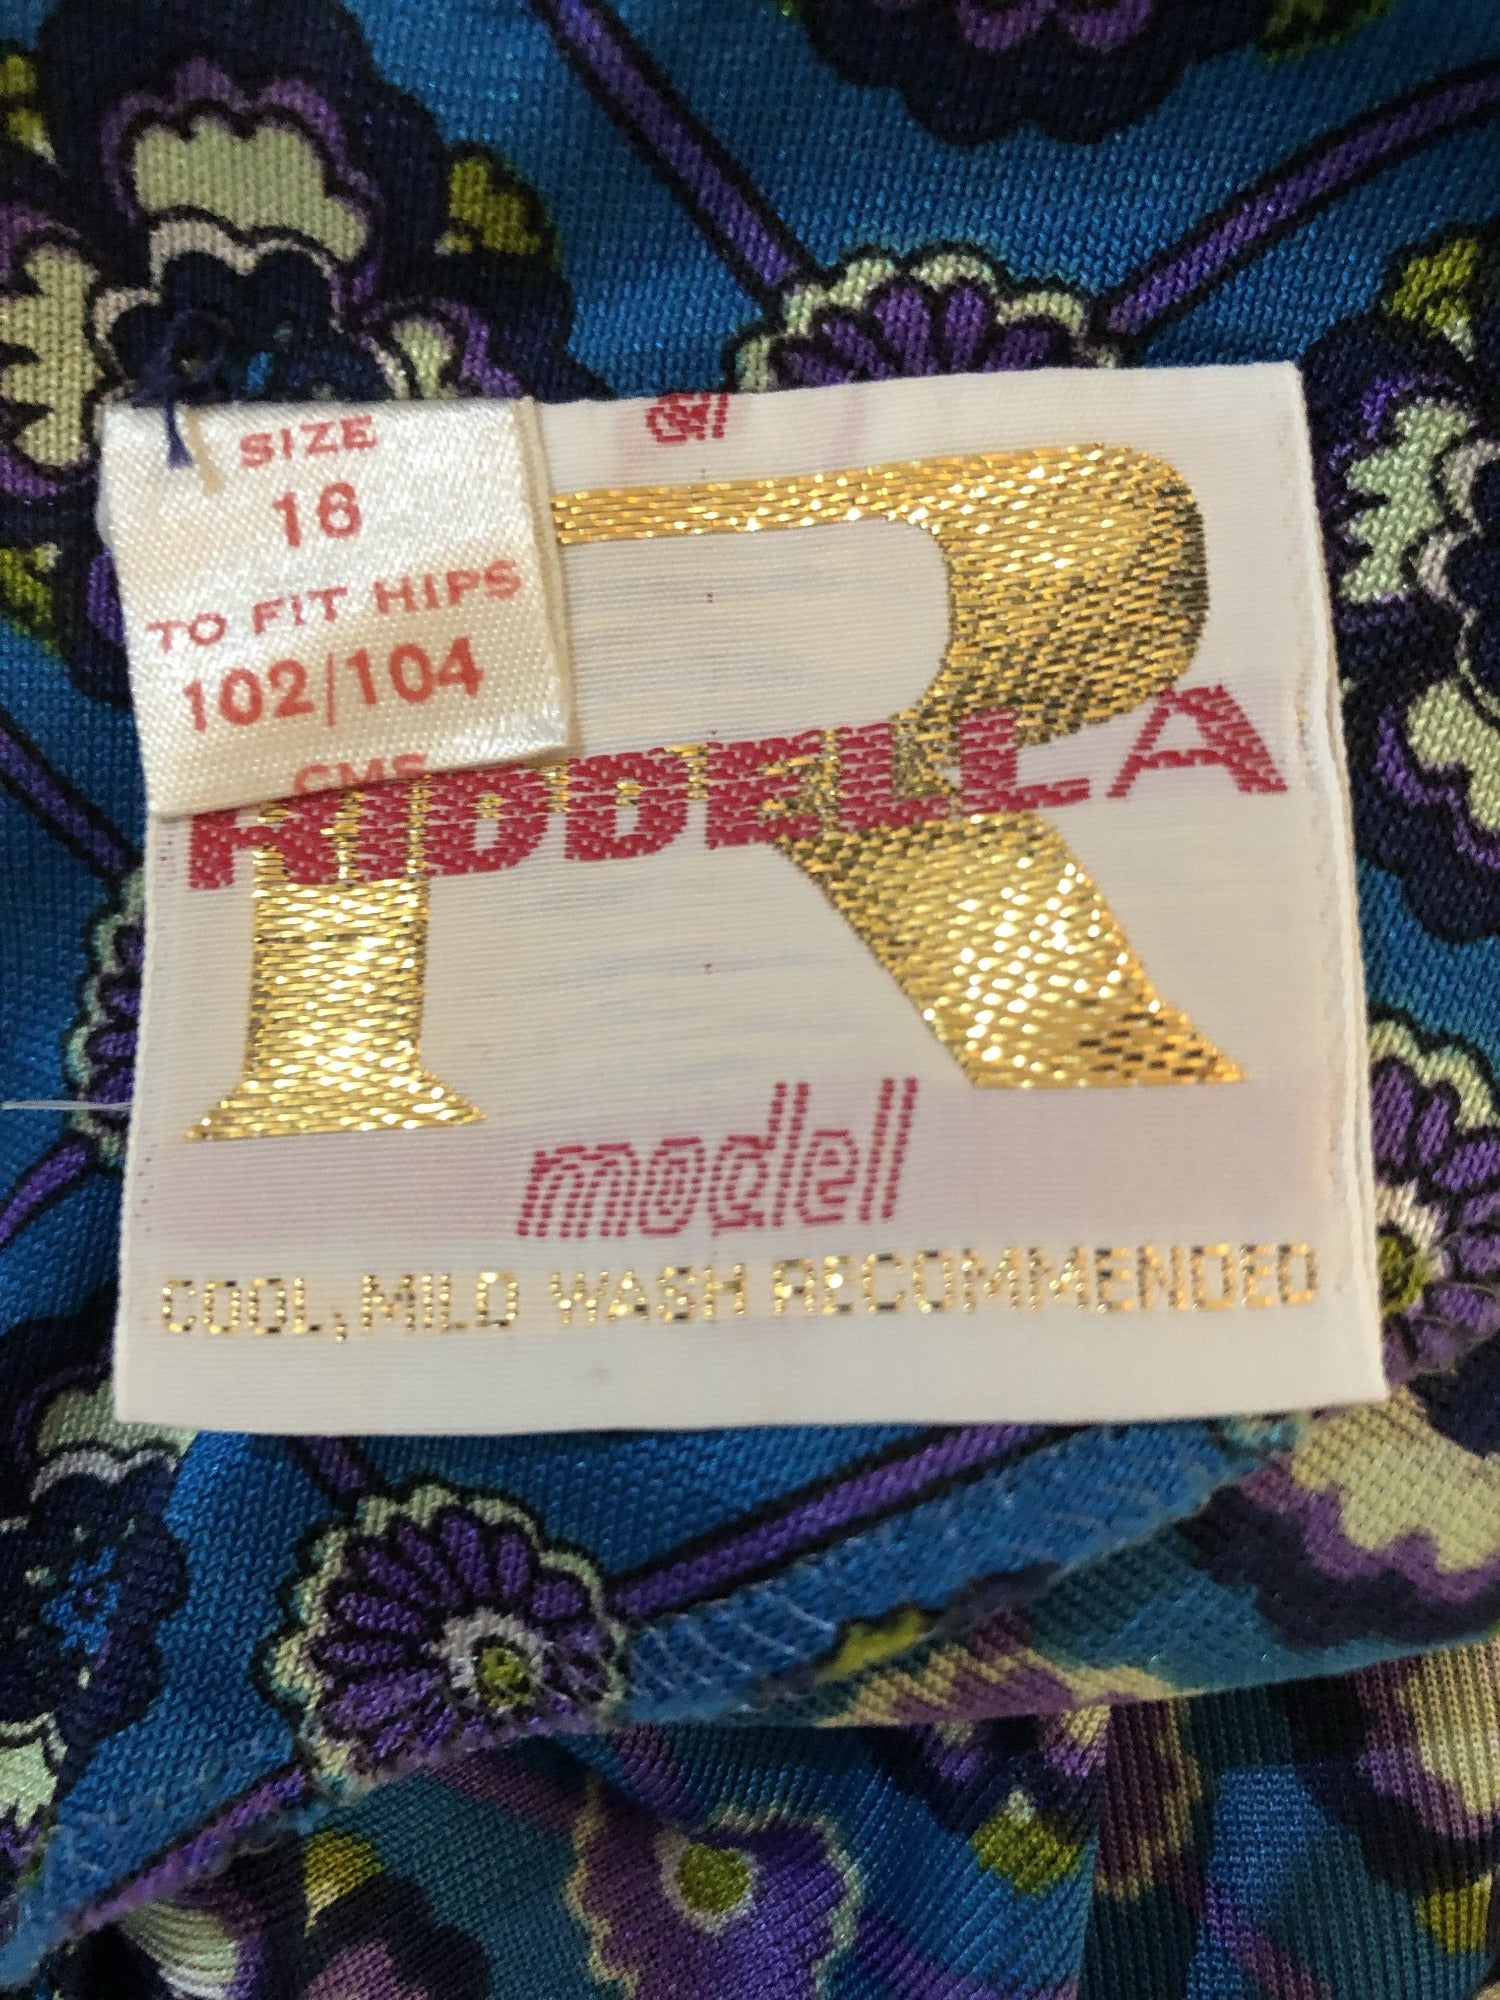 SIZE
16
TO FIT HIPS
102/104
CMS
R
RIDDELLA
modell
COOL, MILD WASH RECOMMENDED